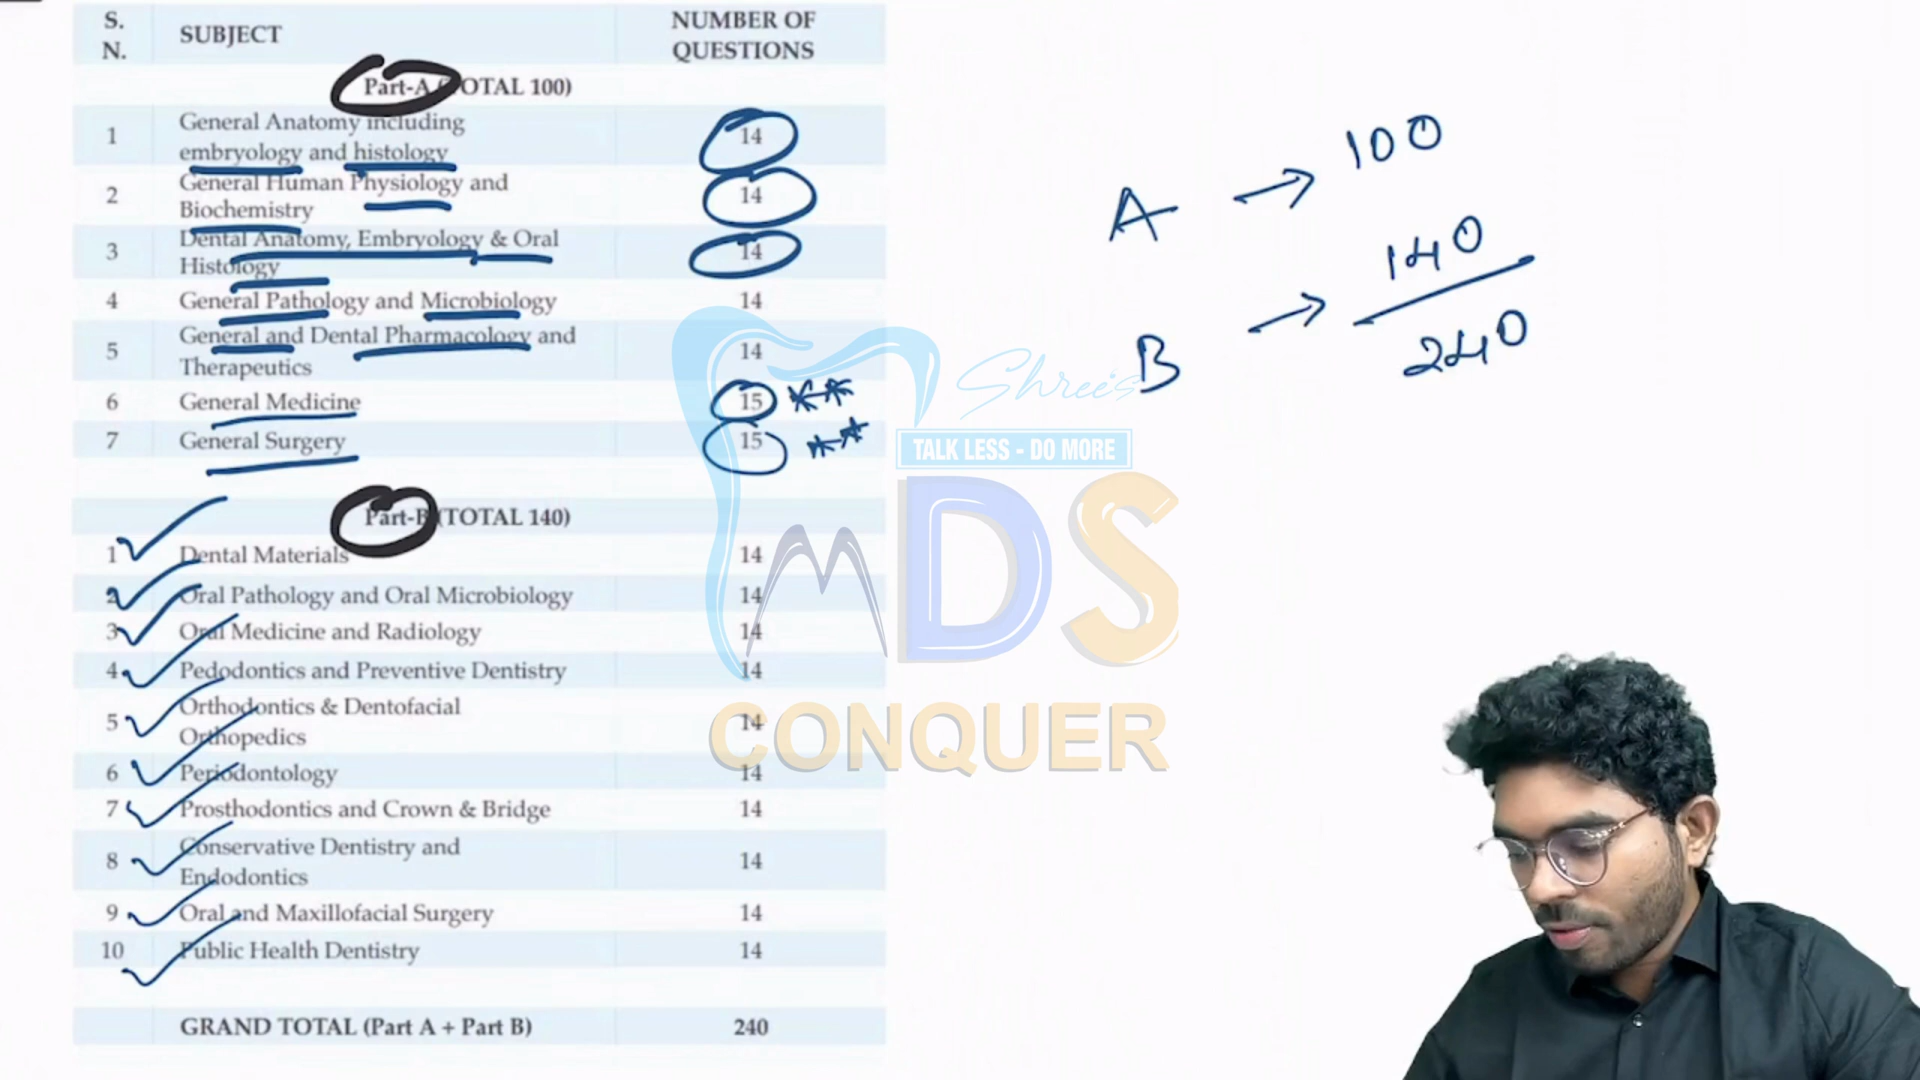 S. N. SUBJECT NUMBER OF QUESTIONS
Part-A (TOTAL 100)
1 General Anatomy including embryology and histology 14
2 General Human Physiology and Biochemistry 14
3 Dental Anatomy, Embryology & Oral Histology 14
4 General Pathology and Microbiology 14
5 General and Dental Pharmacology and Therapeutics 14
6 General Medicine 15
7 General Surgery 15
Part-B (TOTAL 140)
1 Dental Materials 14
2 Oral Pathology and Oral Microbiology 14
3 Oral Medicine and Radiology 14
4 Pedodontics and Preventive Dentistry 14
5 Orthodontics & Dentofacial Orthopedics 14
6 Periodontology 14
7 Prosthodontics and Crown & Bridge 14
8 Conservative Dentistry and Endodontics 14
9 Oral and Maxillofacial Surgery 14
10 Public Health Dentistry 14
GRAND TOTAL (Part A + Part B) 240
A → 100
B → 140
240
Shree's
TALK LESS - DO MORE
MDS
CONQUER